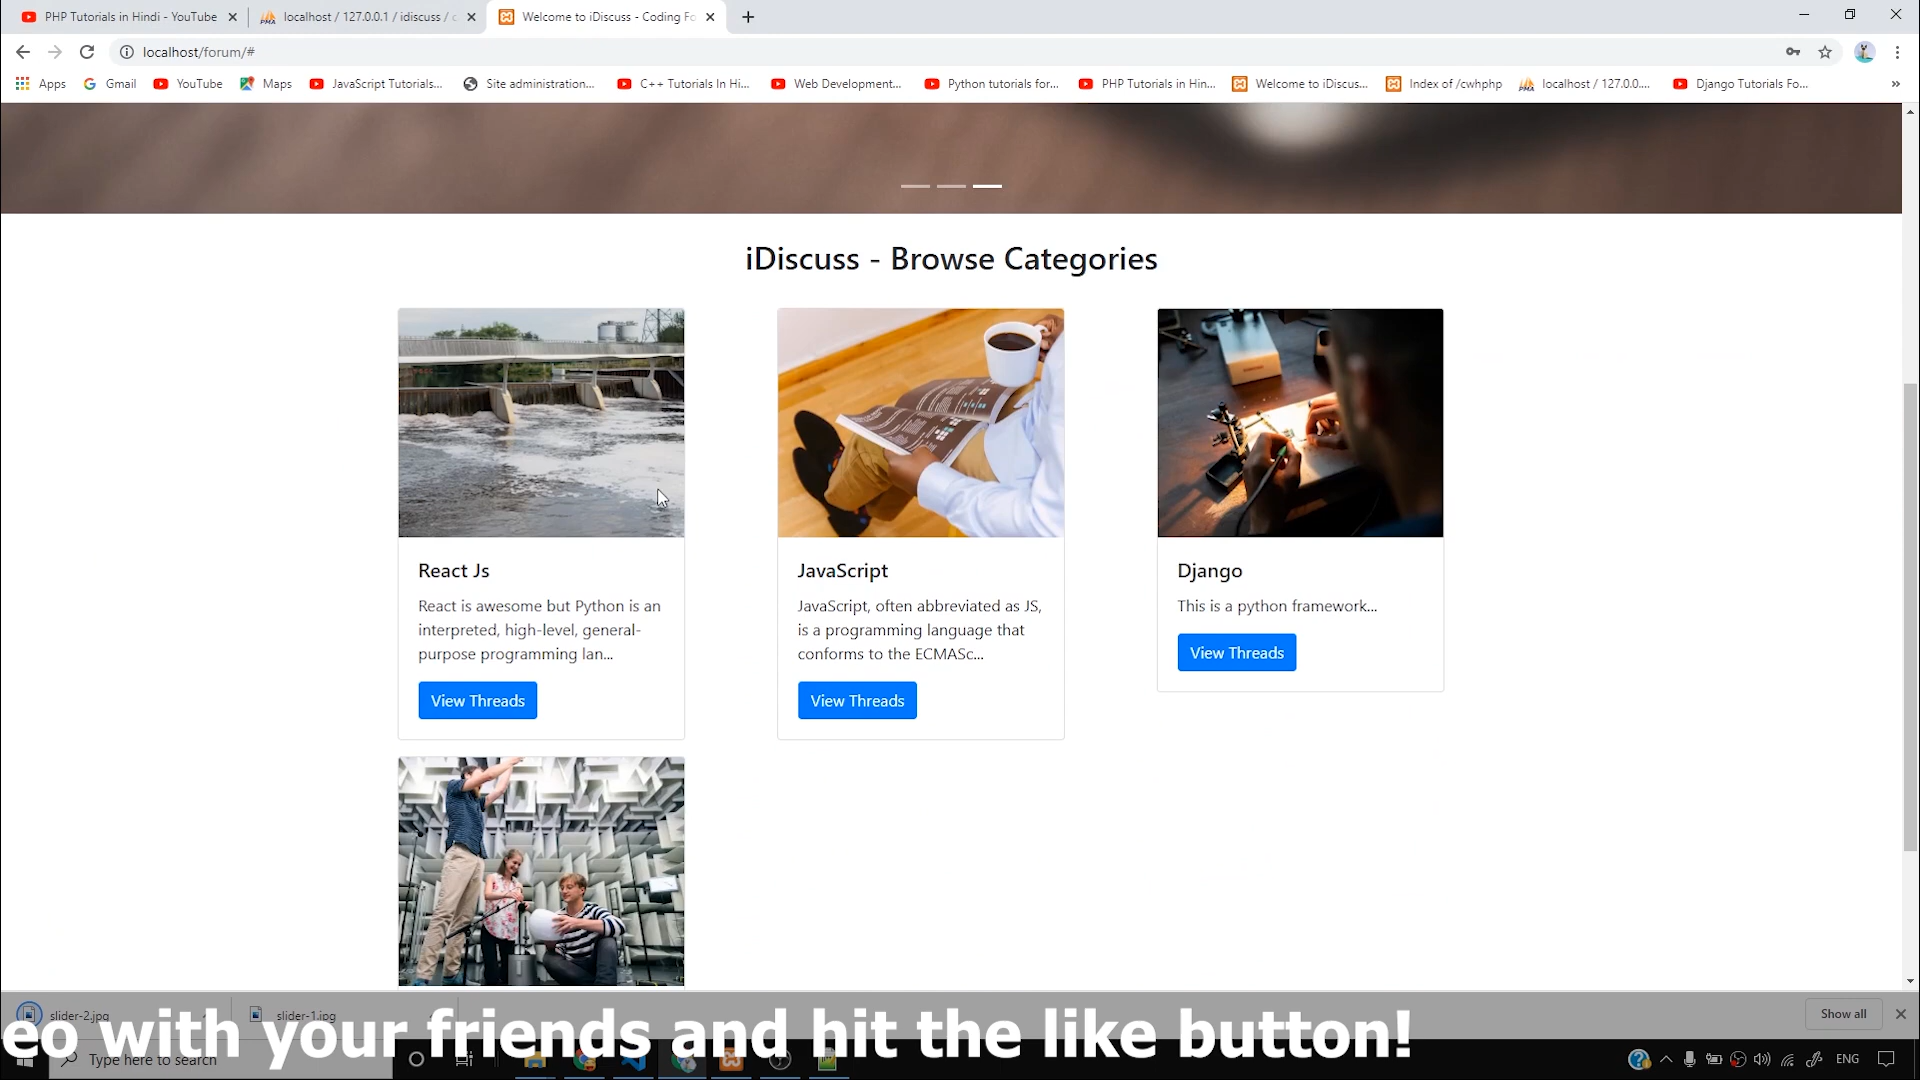 PHP Tutorials in Hindi - YouTube
localhost / 127.0.0.1 / idiscuss / c
Welcome to iDiscuss - Coding Fo
localhost/forum/#
Apps
Gmail
YouTube
Maps
JavaScript Tutorials...
Site administration...
C++ Tutorials In Hi...
Web Development...
Python tutorials for...
PHP Tutorials in Hin...
Welcome to iDiscus...
Index of /cwhphp
localhost / 127.0.0....
Django Tutorials Fo...
iDiscuss - Browse Categories
React Js
React is awesome but Python is an
interpreted, high-level, general-
purpose programming lan...
View Threads
JavaScript
JavaScript, often abbreviated as JS,
is a programming language that
conforms to the ECMASc...
View Threads
Django
This is a python framework...
View Threads
slider-2.jpg
slider-1.jpg
Show all
eo with your friends and hit the like button!
Type here to search
ENG